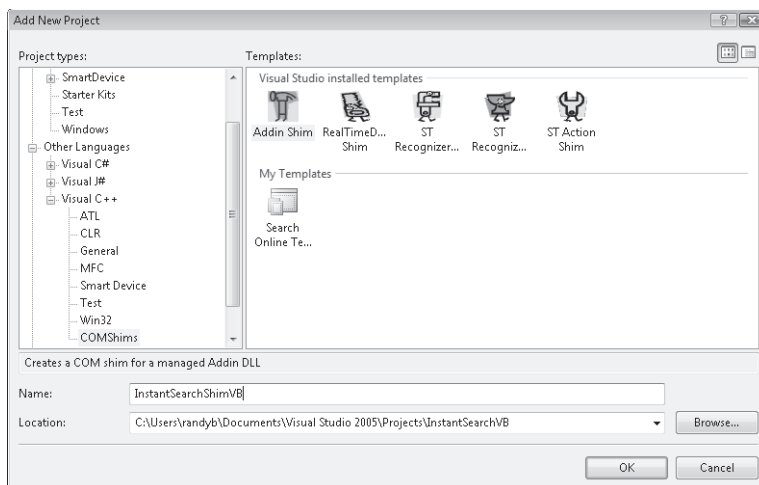 Add New Project
Project types:
Templates:
SmartDevice
Starter Kits
Test
Windows
Other Languages
Visual C#
Visual J#
Visual C++
ATL
CLR
General
MFC
Smart Device
Test
Win32
COMShims
Visual Studio installed templates
Addin Shim
RealTimeD... Shim
ST Recognizer...
ST Recogniz...
ST Action Shim
My Templates
Search Online Te...
Creates a COM shim for a managed Addin DLL
Name:
InstantSearchShimVB
Location:
C:\Users\randyb\Documents\Visual Studio 2005\Projects\InstantSearchVB
Browse...
OK
Cancel